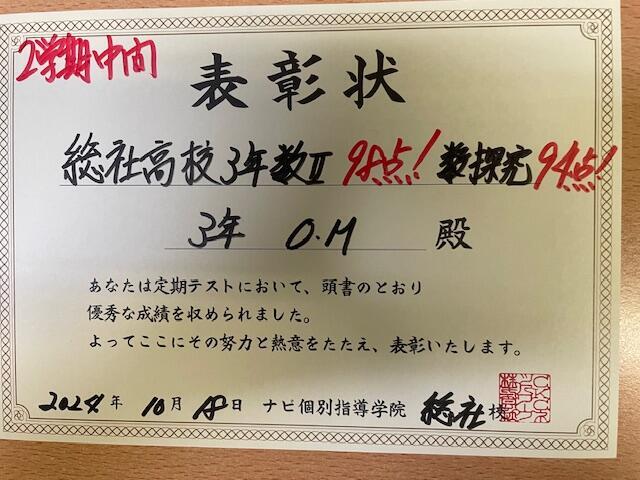 2学期中間
表彰状
総社高校3年数Ⅱ 98点! 数探究94点!
3年 O.M 殿
あなたは定期テストにおいて、頭書のとおり
優秀な成績を収められました。
よってここにその努力と熱意をたたえ、表彰いたします。
2024年 10月18日 ナビ個別指導学院 総社校